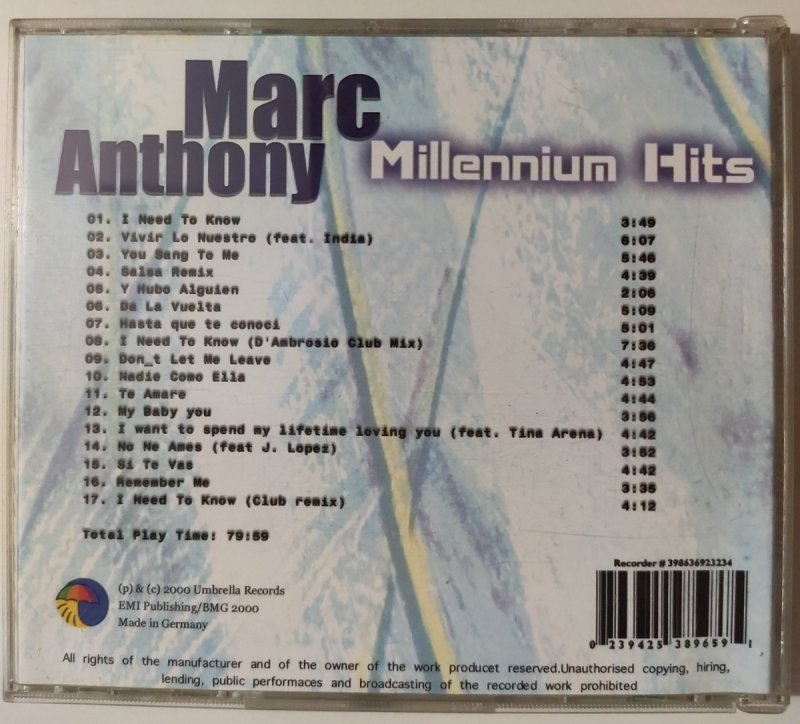 Marc
Anthony Millennium Hits
01. I Need To Know 3:49
02. Vivir Lo Nuestro (feat. India) 6:07
03. You Sang To Me 5:46
04. Salsa Remix 4:39
05. Y Hubo Alguien 2:06
06. Da La Vuelta 5:09
07. Hasta que te conoci 5:01
08. I Need To Know (D'Ambrosio Club Mix) 7:36
09. Don_t Let Me Leave 4:47
10. Nadie Como Ella 4:53
11. Te Amare 4:44
12. My Baby you 3:56
13. I want to spend my lifetime loving you (feat. Tina Arena) 4:42
14. No Ne Ames (feat J. Lopez) 3:52
15. Si Te Vas 4:42
16. Remember Me 3:35
17. I Need To Know (Club remix) 4:12
Total Play Time: 79:59
Recorder # 398636923234
(p) & (c) 2000 Umbrella Records
EMI Publishing/BMG 2000
Made in Germany
0 239425 389659 1
All rights of the manufacturer and of the owner of the work producet reserved.Unauthorised copying, hiring,
lending, public performaces and broadcasting of the recorded work prohibited